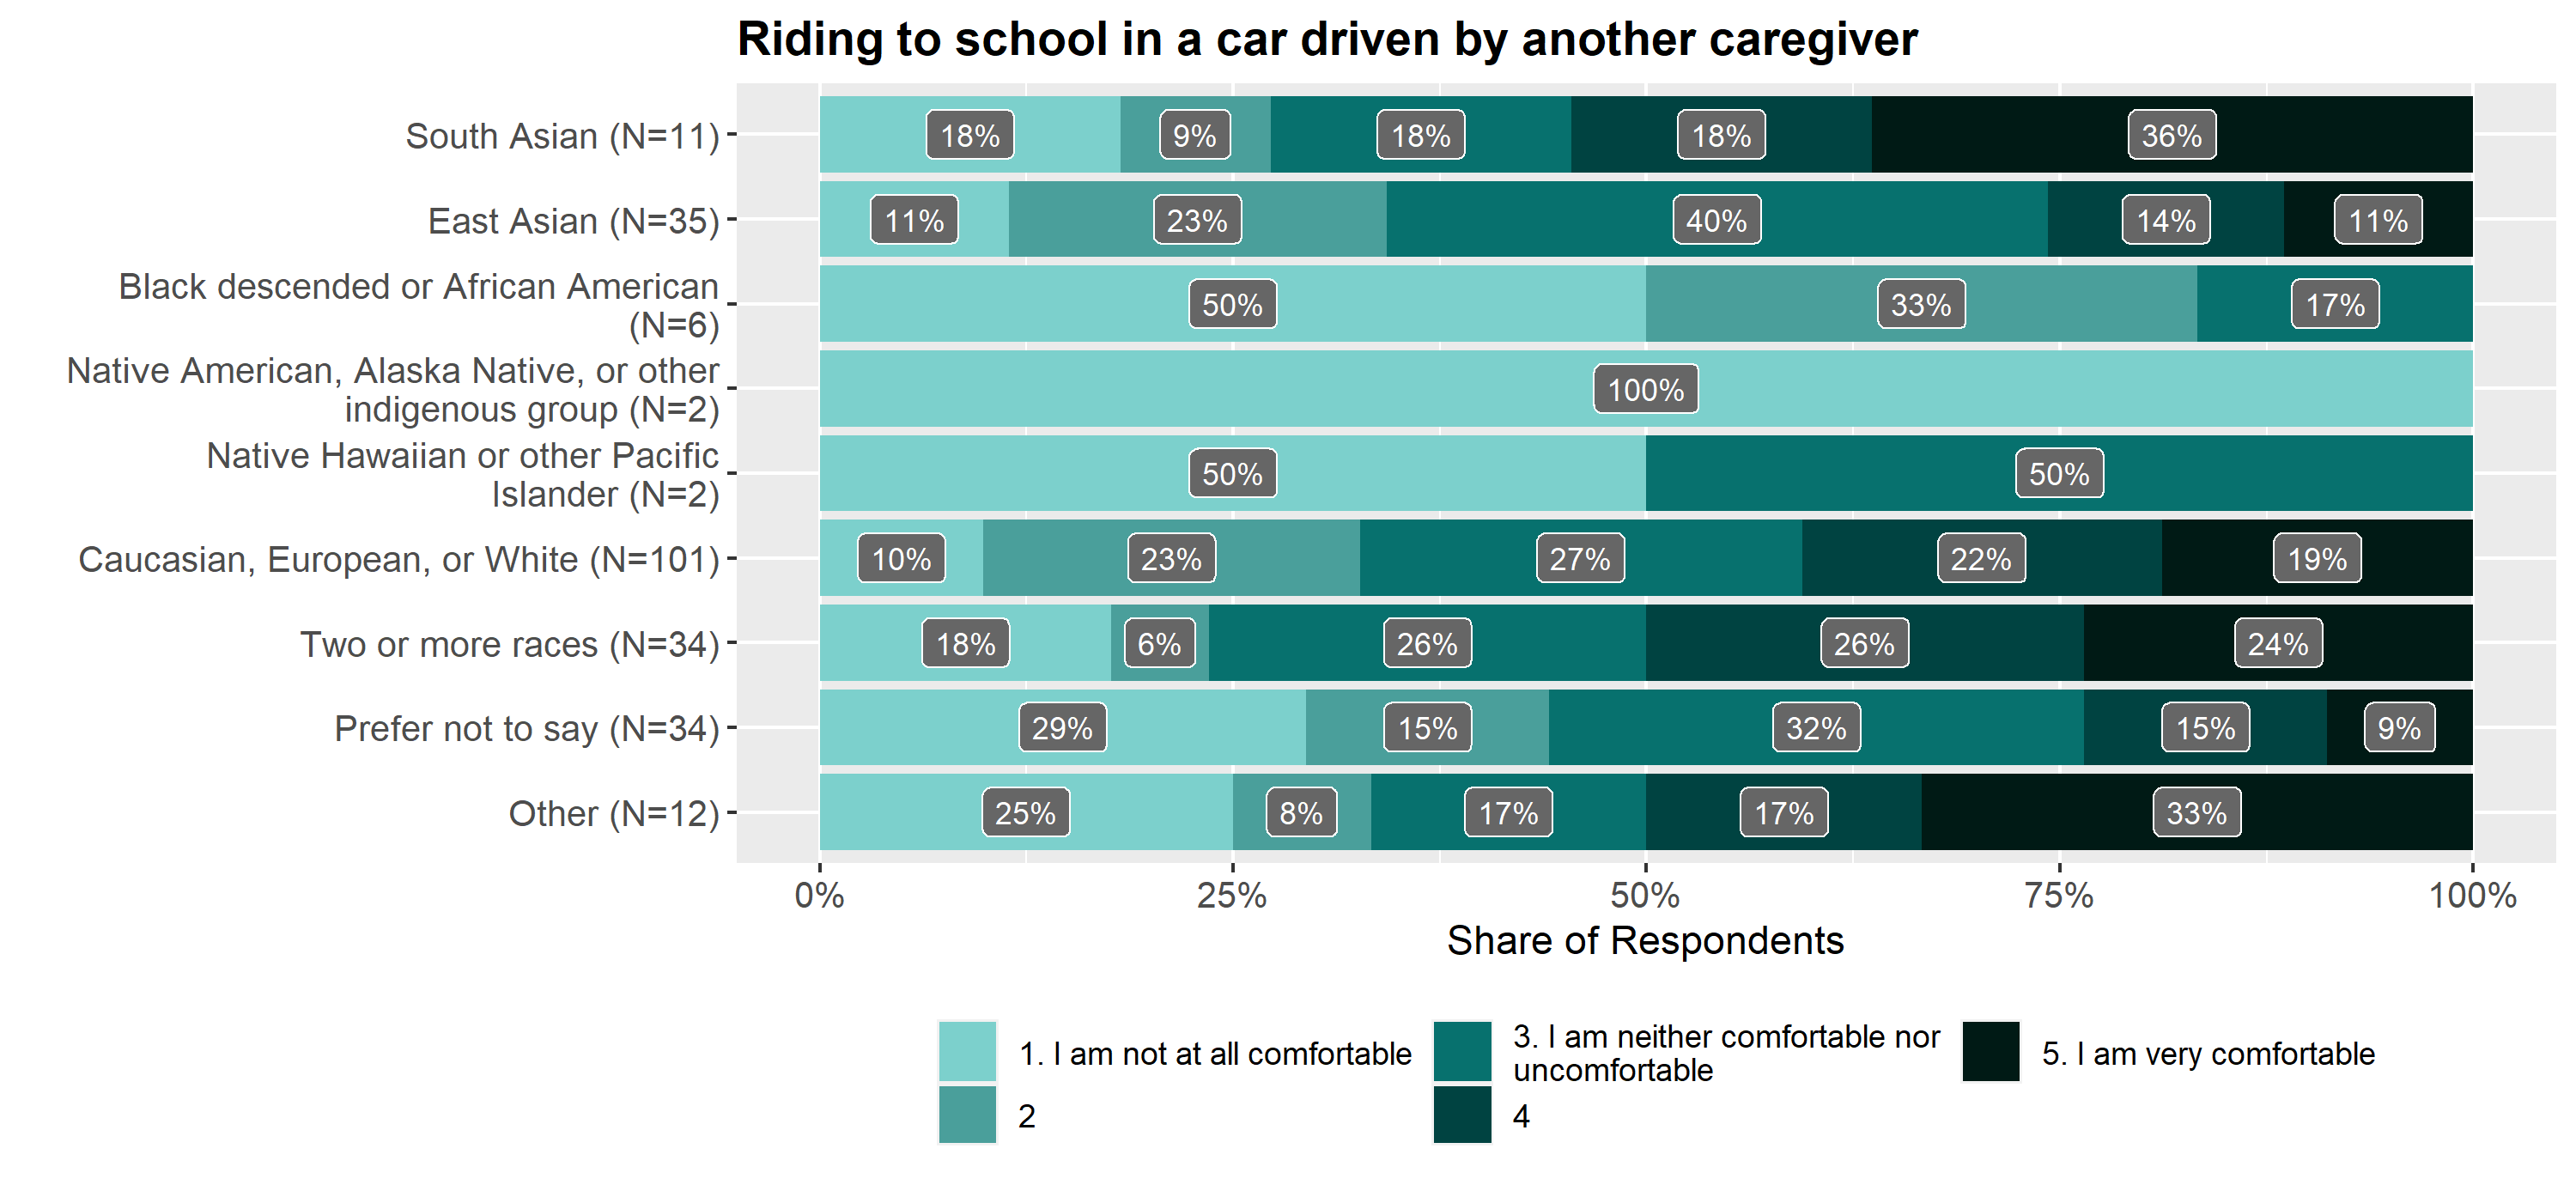 Riding to school in a car driven by another caregiver
South Asian (N=11)
18%
9%
18%
18%
36%
East Asian (N=35)
11%
23%
40%
14%
11%
Black descended or African American
(N=6)
50%
33%
17%
Native American, Alaska Native, or other
indigenous group (N=2)
100%
Native Hawaiian or other Pacific
Islander (N=2)
50%
50%
Caucasian, European, or White (N=101)
10%
23%
27%
22%
19%
Two or more races (N=34)
18%
6%
26%
26%
24%
Prefer not to say (N=34)
29%
15%
32%
15%
9%
Other (N=12)
25%
8%
17%
17%
33%
0%
25%
50%
75%
100%
Share of Respondents
1. I am not at all comfortable
2
3. I am neither comfortable nor
uncomfortable
4
5. I am very comfortable